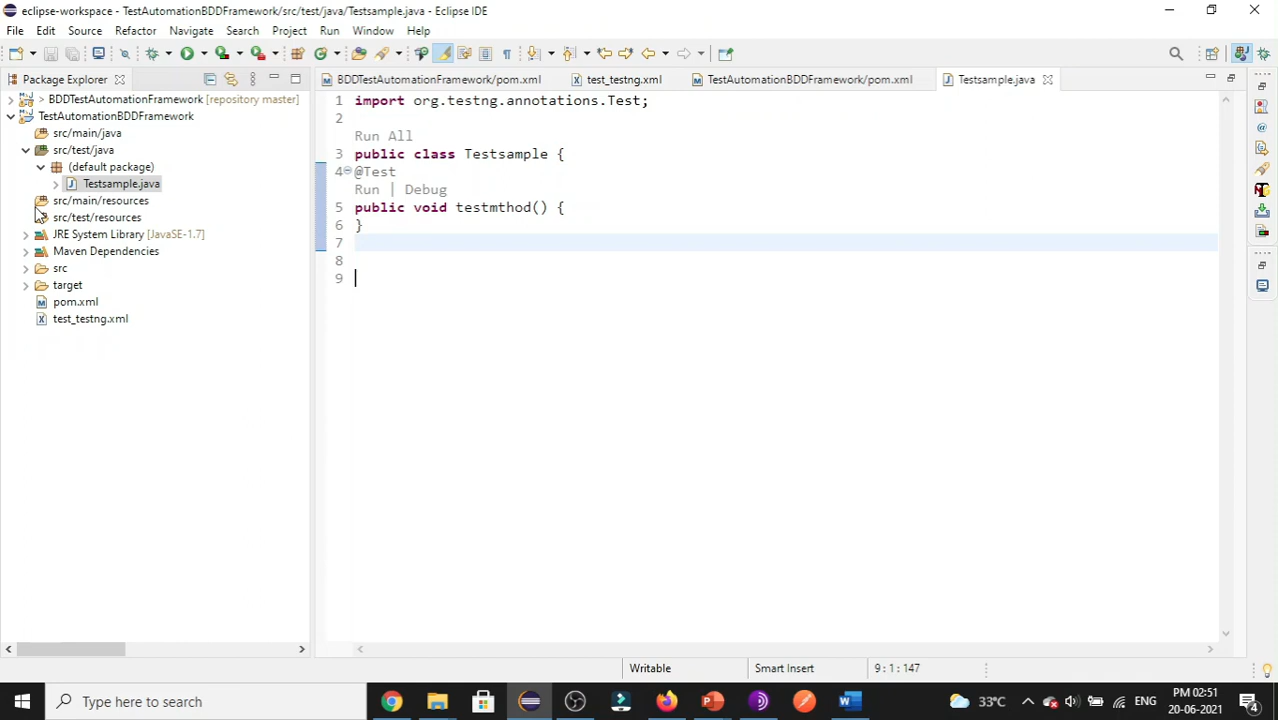 eclipse-workspace - TestAutomationBDDFramework/src/test/java/Testsample.java - Eclipse IDE
File Edit Source Refactor Navigate Search Project Run Window Help
Package Explorer
BDDTestAutomationFramework/pom.xml test_testng.xml TestAutomationBDDFramework/pom.xml Testsample.java
> BDDTestAutomationFramework [repository master]
TestAutomationBDDFramework
src/main/java
src/test/java
(default package)
Testsample.java
src/main/resources
src/test/resources
JRE System Library [JavaSE-1.7]
Maven Dependencies
src
target
pom.xml
test_testng.xml
1 import org.testng.annotations.Test;
2
Run All
3 public class Testsample {
4 @Test
Run | Debug
5 public void testmthod() {
6 }
7
8
9
Writable Smart Insert 9 : 1 : 147
Type here to search
33°C ENG PM 02:51
20-06-2021
4